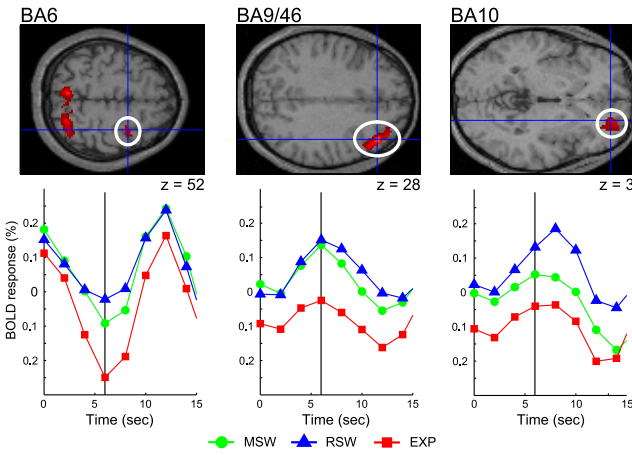 BA6 BA9/46 BA10
z = 52 z = 28 z = 3
BOLD response (%)
0.2 0.2 0.2
0.1 0.1 0.1
0 0 0
0.1 0.1 0.1
0.2 0.2 0.2
0 5 10 15 0 5 10 15 0 5 10 15
Time (sec) Time (sec) Time (sec)
MSW RSW EXP